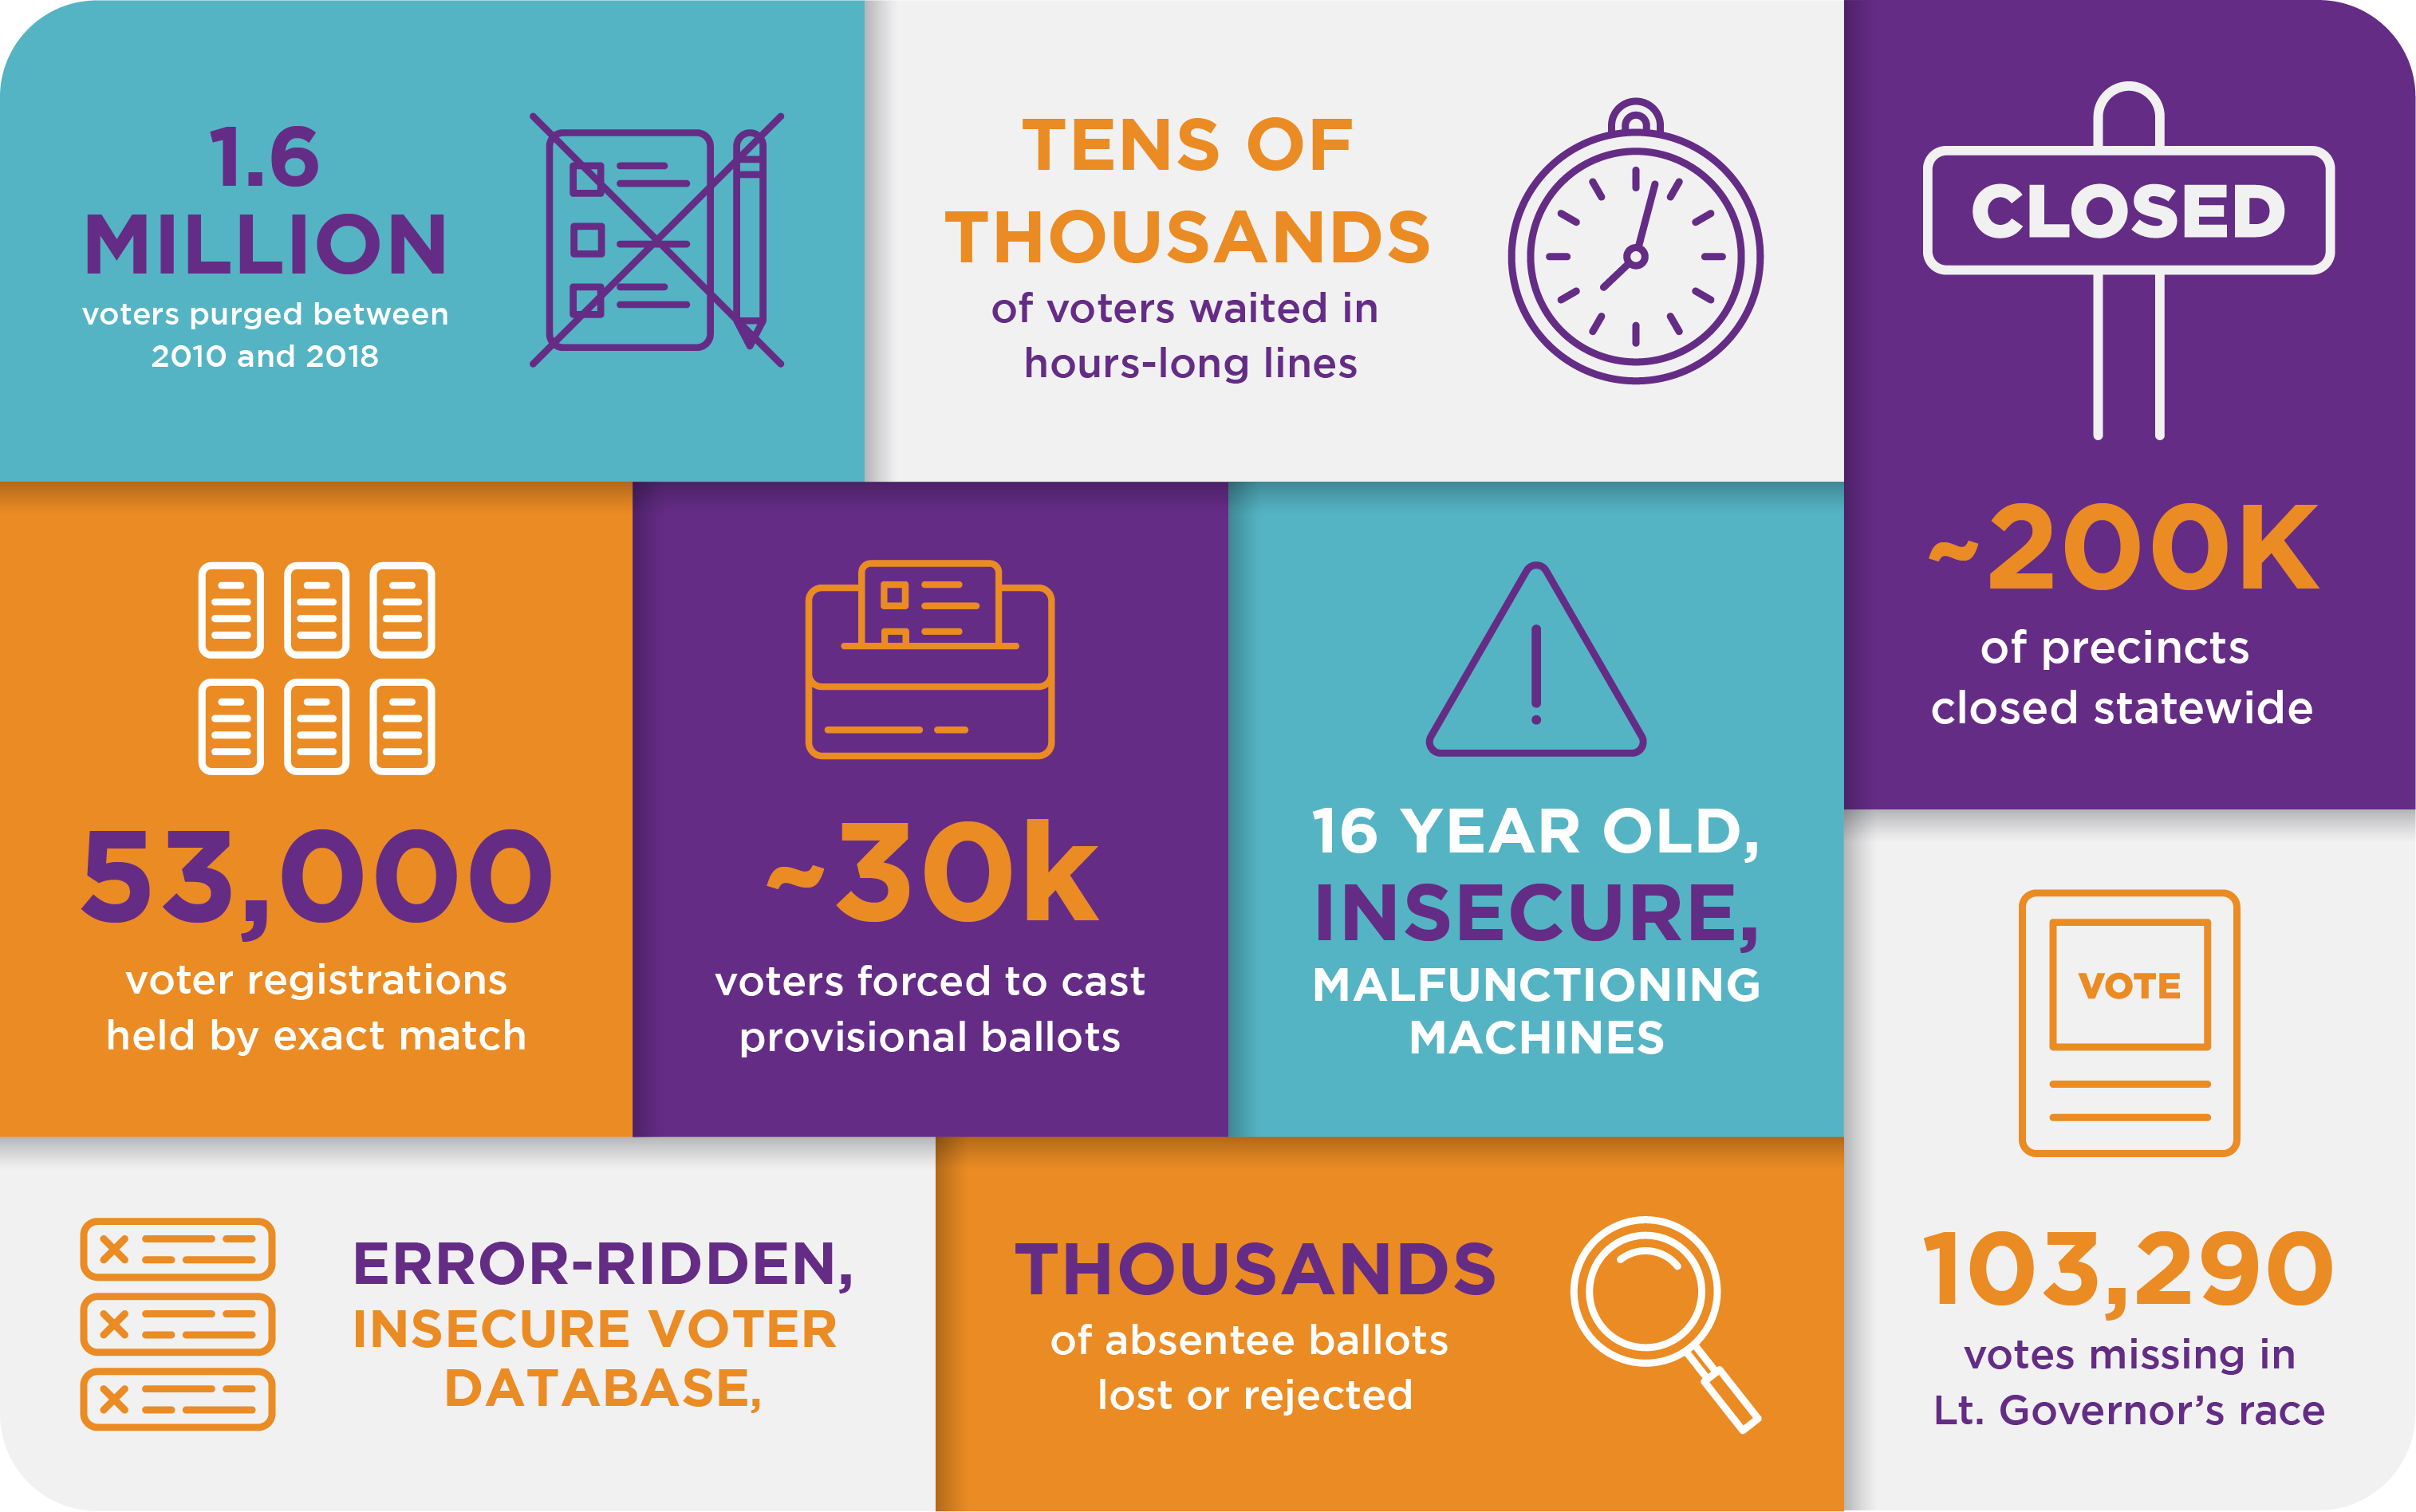 1.6
MILLION
voters purged between
2010 and 2018
TENS OF
THOUSANDS
of voters waited in
hours-long lines
CLOSED
~200K
of precincts
closed statewide
53,000
voter registrations
held by exact match
~30k
voters forced to cast
provisional ballots
16 YEAR OLD,
INSECURE,
MALFUNCTIONING
MACHINES
VOTE
103,290
votes missing in
Lt. Governor’s race
ERROR-RIDDEN,
INSECURE VOTER
DATABASE,
THOUSANDS
of absentee ballots
lost or rejected